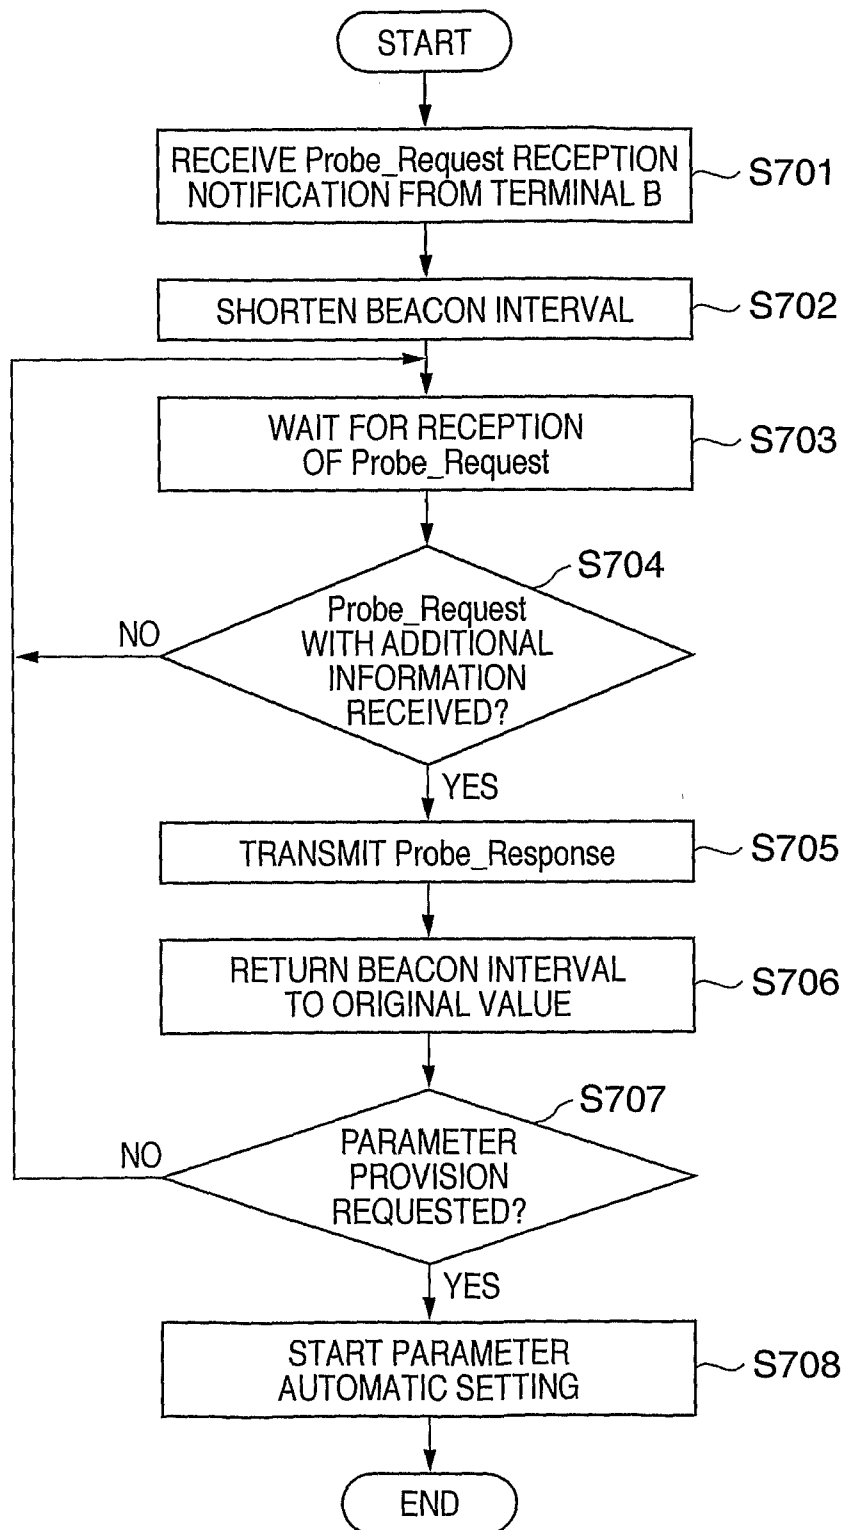 START
RECEIVE Probe_Request RECEPTION
NOTIFICATION FROM TERMINAL B
S701
SHORTEN BEACON INTERVAL
S702
WAIT FOR RECEPTION
OF Probe_Request
S703
S704
Probe_Request
WITH ADDITIONAL
INFORMATION
RECEIVED?
NO
YES
TRANSMIT Probe_Response
S705
RETURN BEACON INTERVAL
TO ORIGINAL VALUE
S706
S707
PARAMETER
PROVISION
REQUESTED?
NO
YES
START PARAMETER
AUTOMATIC SETTING
S708
END